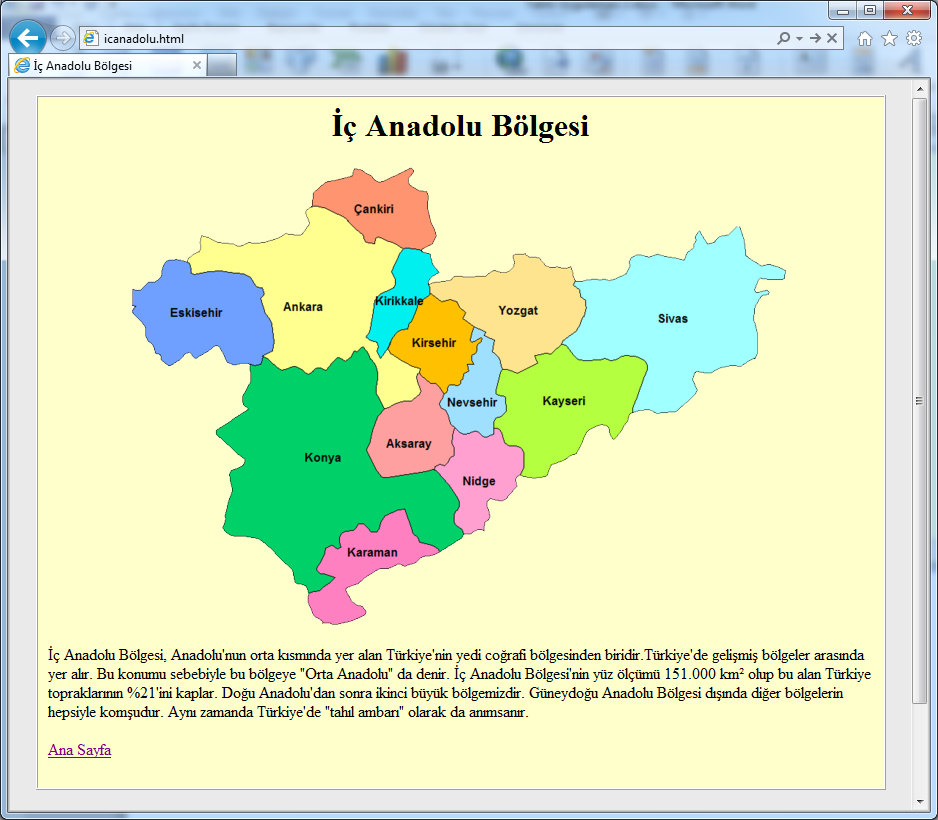 icanadolu.html
İç Anadolu Bölgesi
İç Anadolu Bölgesi
Çankiri
Kirikkale
Ankara
Eskisehir
Yozgat
Sivas
Kirsehir
Nevsehir
Kayseri
Aksaray
Konya
Nidge
Karaman
İç Anadolu Bölgesi, Anadolu'nun orta kısmında yer alan Türkiye'nin yedi coğrafi bölgesinden biridir.Türkiye'de gelişmiş bölgeler arasında
yer alır. Bu konumu sebebiyle bu bölgeye "Orta Anadolu" da denir. İç Anadolu Bölgesi'nin yüz ölçümü 151.000 km² olup bu alan Türkiye
topraklarının %21'ini kaplar. Doğu Anadolu'dan sonra ikinci büyük bölgemizdir. Güneydoğu Anadolu Bölgesi dışında diğer bölgelerin
hepsiyle komşudur. Aynı zamanda Türkiye'de "tahıl ambarı" olarak da anımsanır.
Ana Sayfa